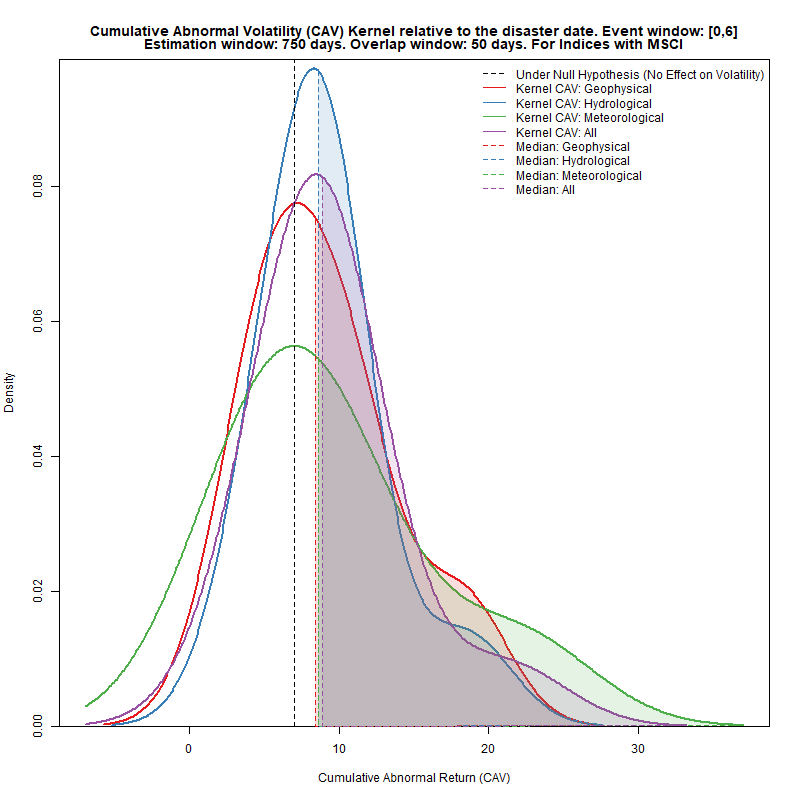 Cumulative Abnormal Volatility (CAV) Kernel relative to the disaster date. Event window: [0,6]
Estimation window: 750 days. Overlap window: 50 days. For Indices with MSCI
Under Null Hypothesis (No Effect on Volatility)
Kernel CAV: Geophysical
Kernel CAV: Hydrological
Kernel CAV: Meteorological
Kernel CAV: All
Median: Geophysical
Median: Hydrological
Median: Meteorological
Median: All
Density
0.08
0.06
0.04
0.02
0.00
0 10 20 30
Cumulative Abnormal Return (CAV)